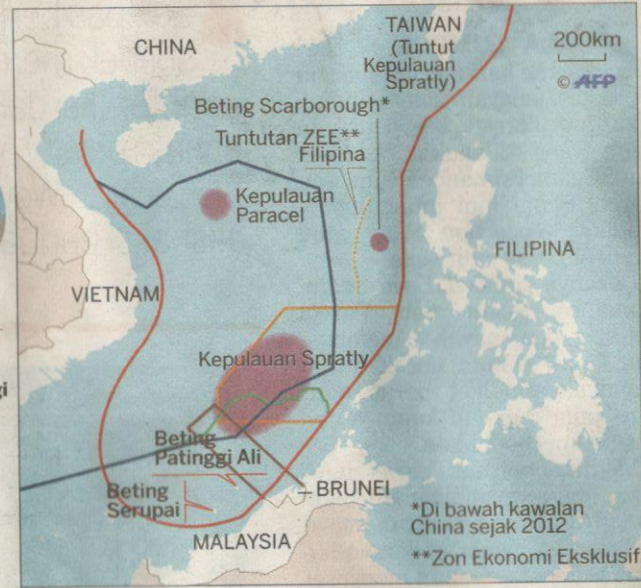 TAIWAN
(Tuntut
Kepulauan
Spratly)
200km
© AFP
CHINA
Beting Scarborough*
Tuntutan ZEE**
Filipina
Kepulauan
Paracel
FILIPINA
VIETNAM
Kepulauan Spratly
gi
Beting
Patinggi Ali
Beting
Serupai
BRUNEI
MALAYSIA
*Di bawah kawalan
China sejak 2012
**Zon Ekonomi Eksklusif